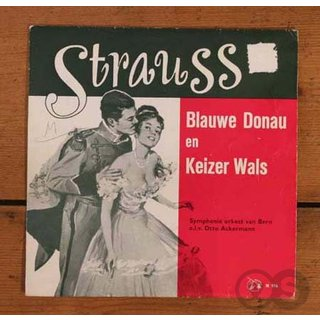 Strauss
Blauwe Donau
en
Keizer Wals
Symphonie orkest van Bern
o.l.v. Otto Ackermann
M